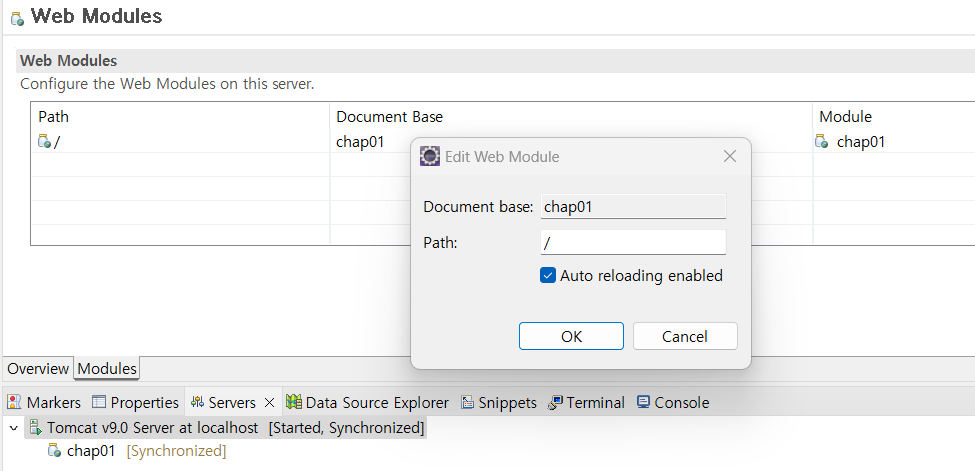 Web Modules
Web Modules
Configure the Web Modules on this server.
Path Document Base Module
/ chap01 chap01
Edit Web Module
Document base: chap01
Path: /
Auto reloading enabled
OK Cancel
Overview Modules
Markers Properties Servers Data Source Explorer Snippets Terminal Console
Tomcat v9.0 Server at localhost [Started, Synchronized]
chap01 [Synchronized]